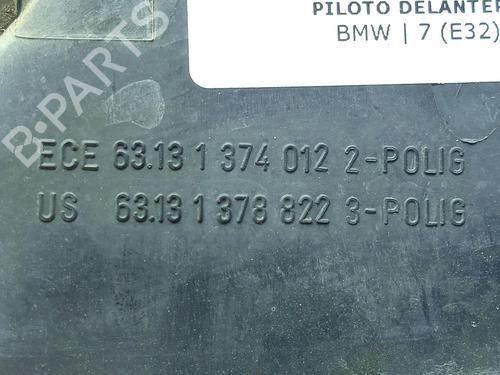 PILOTO DELANTER
BMW | 7 (E32)
B-PARTS
ECE 63.13 1 374 012 2-POLIG
US 63.13 1 378 822 3-POLIG